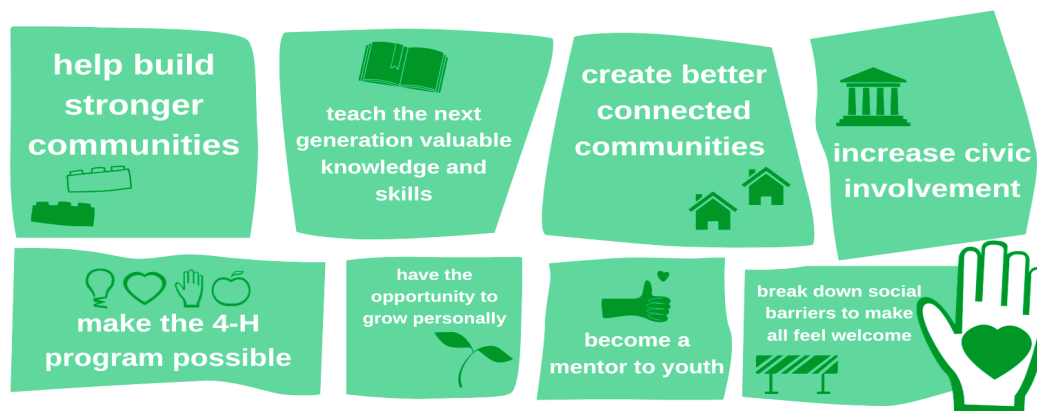 help build
stronger
communities
teach the next
generation valuable
knowledge and
skills
create better
connected
communities
increase civic
involvement
make the 4-H
program possible
have the
opportunity to
grow personally
become a
mentor to youth
break down social
barriers to make
all feel welcome